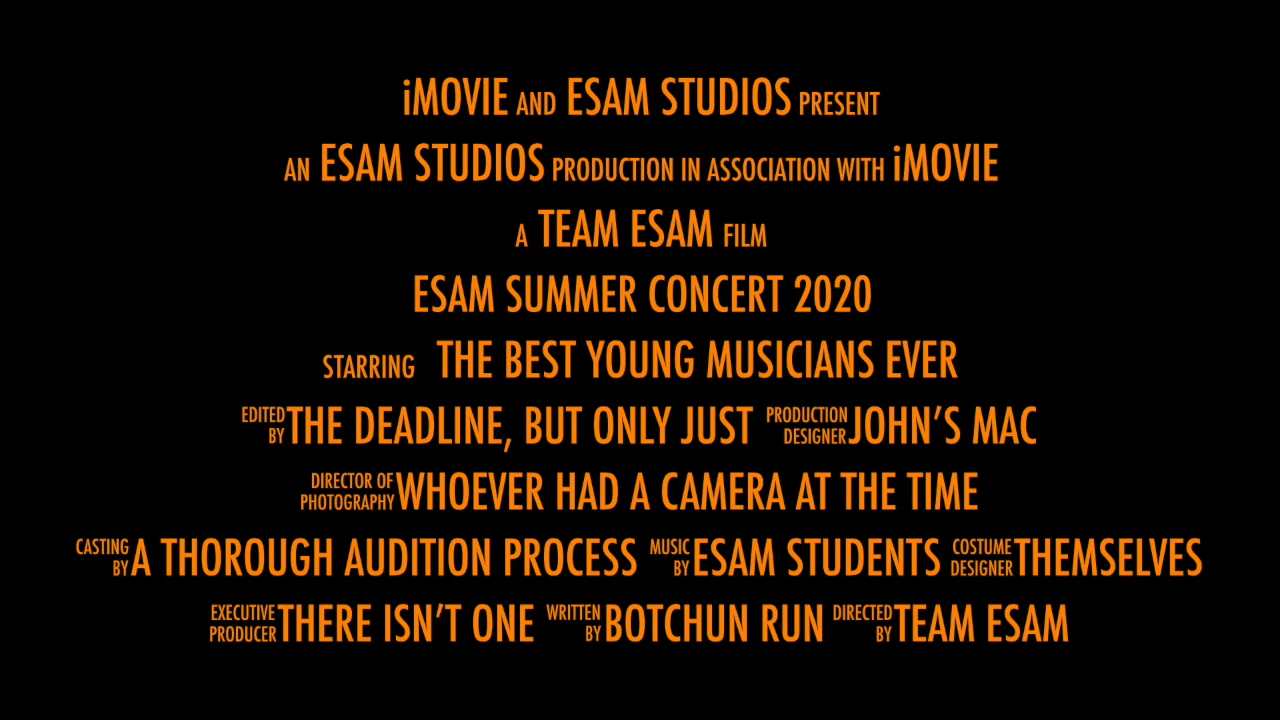 iMOVIE AND ESAM STUDIOS PRESENT
AN ESAM STUDIOS PRODUCTION IN ASSOCIATION WITH iMOVIE
A TEAM ESAM FILM
ESAM SUMMER CONCERT 2020
STARRING THE BEST YOUNG MUSICIANS EVER
EDITED BY THE DEADLINE, BUT ONLY JUST PRODUCTION DESIGNER JOHN’S MAC
DIRECTOR OF PHOTOGRAPHY WHOEVER HAD A CAMERA AT THE TIME
CASTING BY A THOROUGH AUDITION PROCESS MUSIC BY ESAM STUDENTS COSTUME DESIGNER THEMSELVES
EXECUTIVE PRODUCER THERE ISN’T ONE WRITTEN BY BOTCHUN RUN DIRECTED BY TEAM ESAM